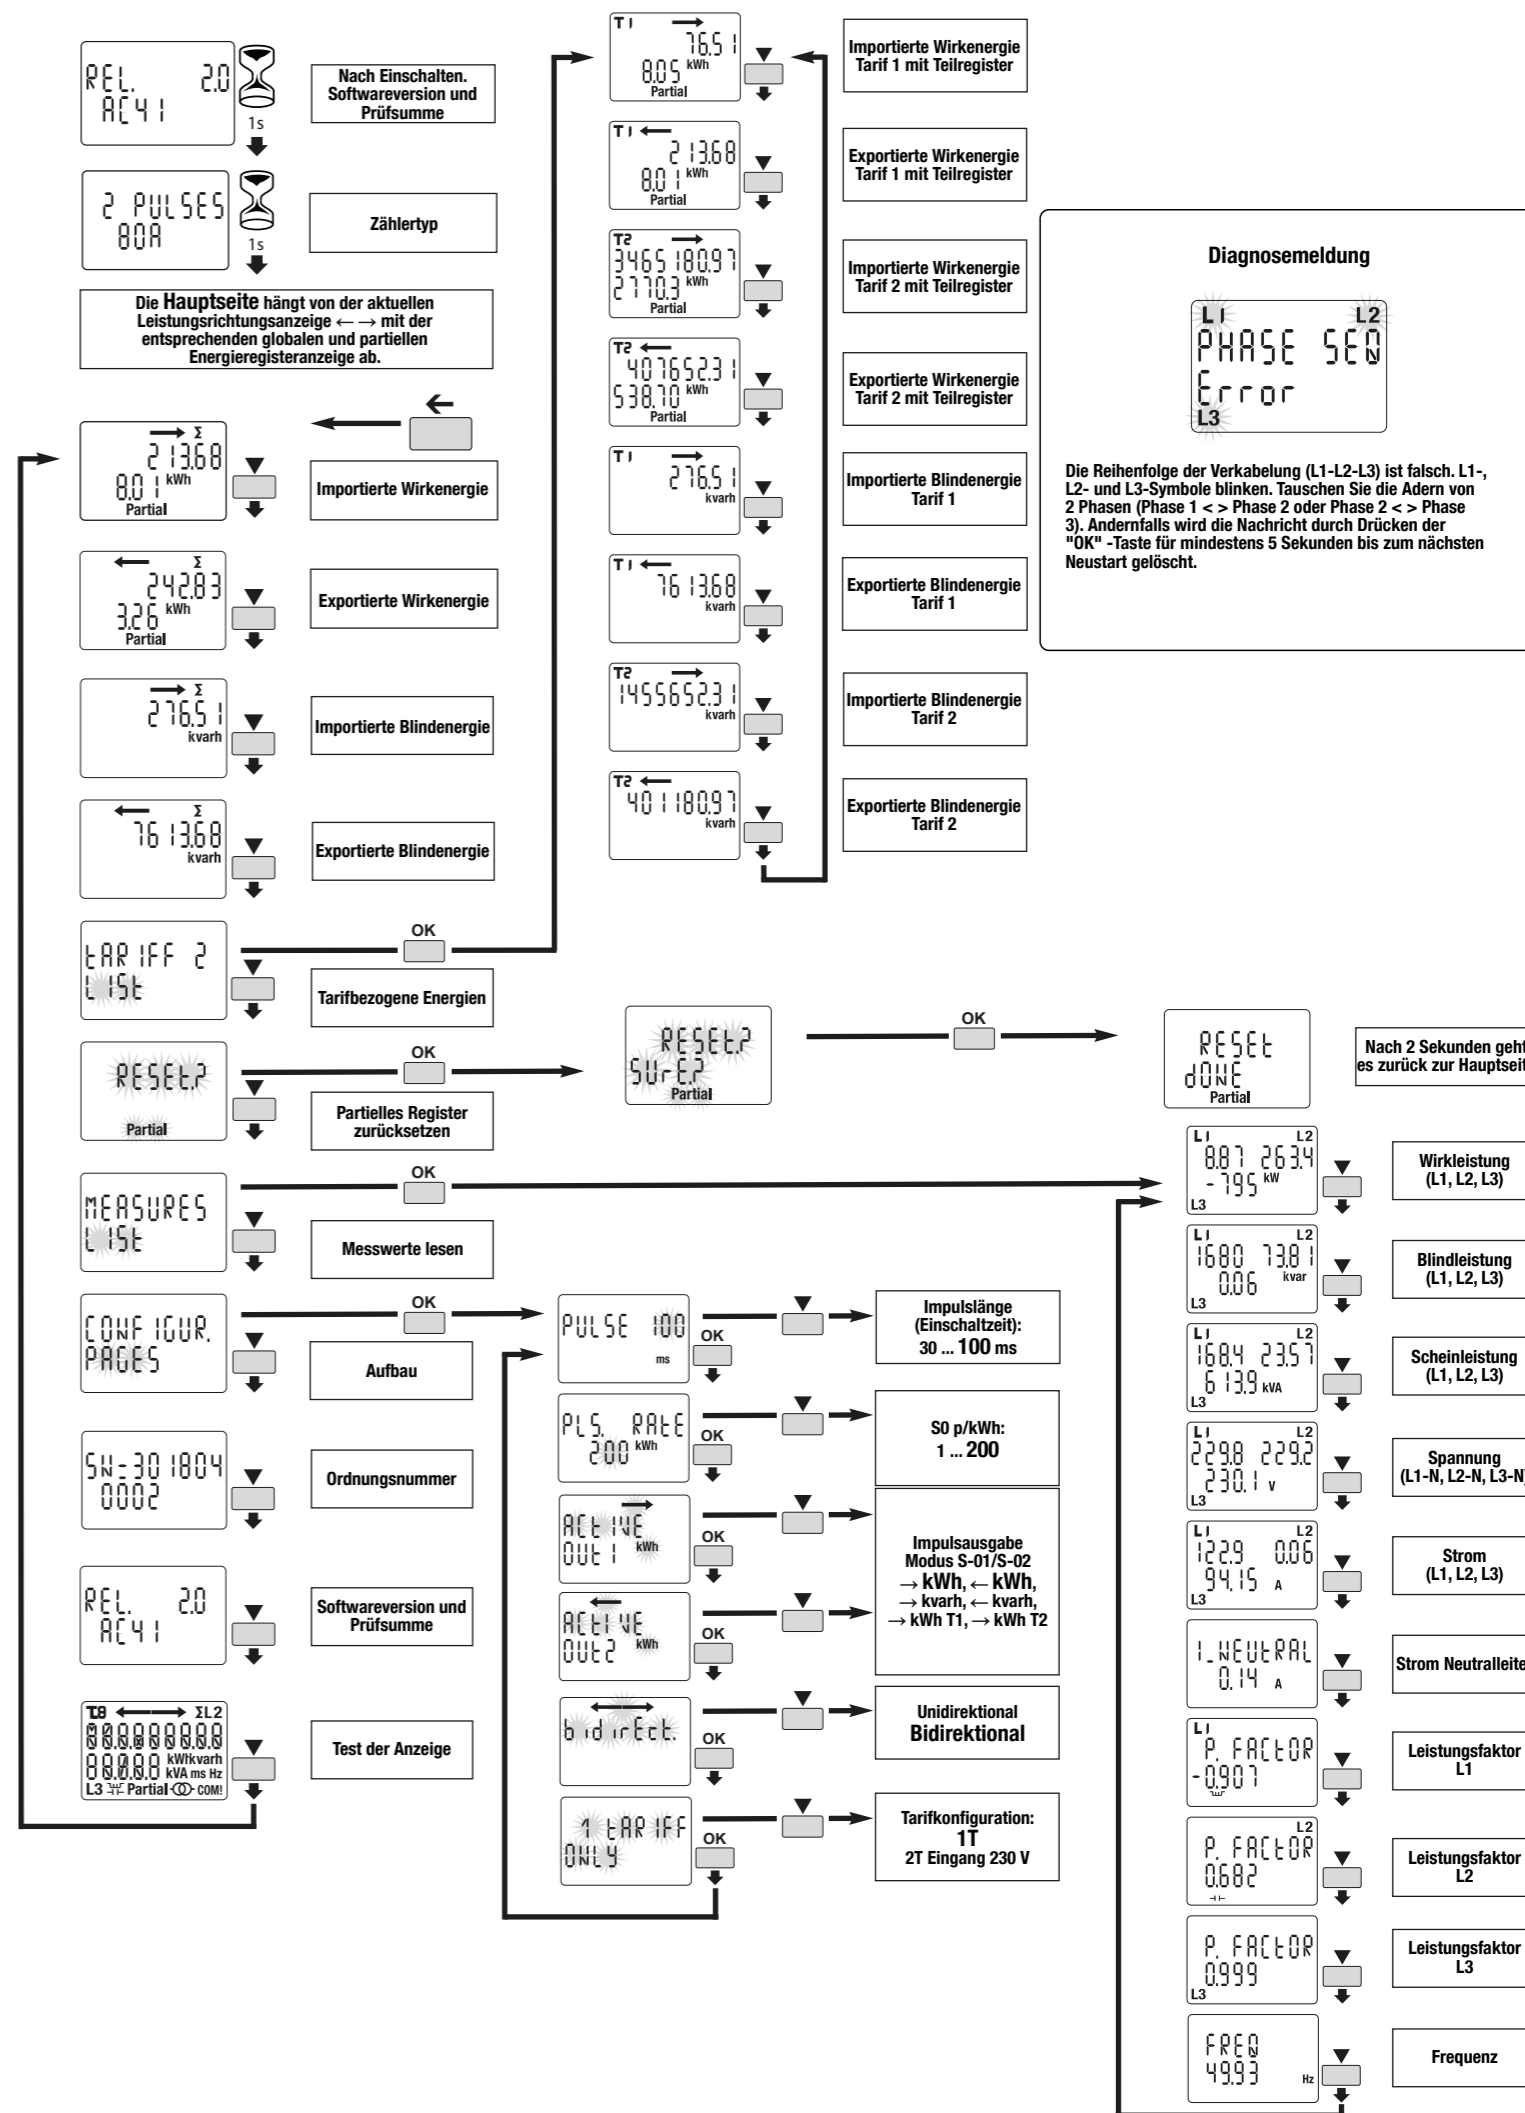 REL. 2.0
AC41
1s
Nach Einschalten.
Softwareversion und
Prüfsumme
2 PULSES
80A
1s
Zählertyp
Die Hauptseite hängt von der aktuellen
Leistungsrichtungsanzeige ← → mit der
entsprechenden globalen und partiellen
Energieregisteranzeige ab.
→ Σ
213.68
8.01 kWh
Partial
Importierte Wirkenergie
← Σ
242.83
3.26 kWh
Partial
Exportierte Wirkenergie
→ Σ
276.51
kvarh
Importierte Blindenergie
← Σ
7613.68
kvarh
Exportierte Blindenergie
tARIFF 2
LISt
OK
Tarifbezogene Energien
RESEt.?
Partial
OK
Partielles Register
zurücksetzen
MEASURES
LISt
OK
Messwerte lesen
CONFIGUR.
PAGES
OK
Aufbau
SN-301804
0002
Ordnungsnummer
REL. 2.0
AC41
Softwareversion und
Prüfsumme
T8 ← → ΣL2
kWhkvarh
kVA ms Hz
L3 Partial COM!
Test der Anzeige
T1 →
76.51
8.05 kWh
Partial
Importierte Wirkenergie
Tarif 1 mit Teilregister
T1 ←
213.68
8.01 kWh
Partial
Exportierte Wirkenergie
Tarif 1 mit Teilregister
T2 →
3465180.97
2770.3 kWh
Partial
Importierte Wirkenergie
Tarif 2 mit Teilregister
T2 ←
407652.31
538.70 kWh
Partial
Exportierte Wirkenergie
Tarif 2 mit Teilregister
T1 →
276.51
kvarh
Importierte Blindenergie
Tarif 1
T1 ←
7613.68
kvarh
Exportierte Blindenergie
Tarif 1
T2 →
1455652.31
kvarh
Importierte Blindenergie
Tarif 2
T2 ←
401180.97
kvarh
Exportierte Blindenergie
Tarif 2
Diagnosemeldung
L1 L2
PHASE SEQ
Error
L3
Die Reihenfolge der Verkabelung (L1-L2-L3) ist falsch. L1-,
L2- und L3-Symbole blinken. Tauschen Sie die Adern von
2 Phasen (Phase 1 < > Phase 2 oder Phase 2 < > Phase
3). Andernfalls wird die Nachricht durch Drücken der
"OK" -Taste für mindestens 5 Sekunden bis zum nächsten
Neustart gelöscht.
RESEt.?
SUrE.?
Partial
OK
RESEt
dONE
Partial
Nach 2 Sekunden geht
es zurück zur Hauptseit
PULSE 100
ms
OK
Impulslänge
(Einschaltzeit):
30 ... 100 ms
PLS. RAtE
200 kWh
OK
S0 p/kWh:
1 ... 200
→
ACtIVE
OUt1 kWh
OK
←
ACtIVE
OUt2 kWh
OK
Impulsausgabe
Modus S-01/S-02
→ kWh, ← kWh,
→ kvarh, ← kvarh,
→ kWh T1, → kWh T2
bidirEct.
OK
Unidirektional
Bidirektional
1 tARIFF
ONLY
OK
Tarifkonfiguration:
1T
2T Eingang 230 V
L1 L2
8.87 263.4
-795 kW
L3
Wirkleistung
(L1, L2, L3)
L1 L2
1680 73.81
0.06 kvar
L3
Blindleistung
(L1, L2, L3)
L1 L2
168.4 23.57
613.9 kVA
L3
Scheinleistung
(L1, L2, L3)
L1 L2
229.8 229.2
230.1 V
L3
Spannung
(L1-N, L2-N, L3-N)
L1 L2
122.9 0.06
94.15 A
L3
Strom
(L1, L2, L3)
I_NEUtRAL
0.14 A
Strom Neutralleite
L1
P. FACtOR
-0.907
Leistungsfaktor
L1
L2
P. FACtOR
0.682
Leistungsfaktor
L2
P. FACtOR
0.999
L3
Leistungsfaktor
L3
FREQ
49.93
Hz
Frequenz